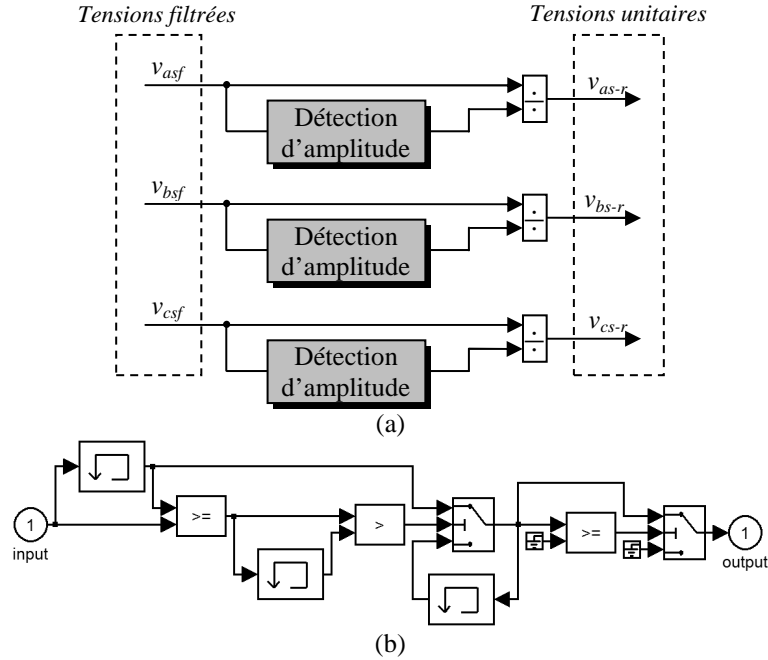 Tensions filtrées
Tensions unitaires
vasf
vas-r
Détection
d'amplitude
vbsf
vbs-r
Détection
d'amplitude
vcsf
vcs-r
Détection
d'amplitude
(a)
1
input
>=
>
>=
1
output
(b)